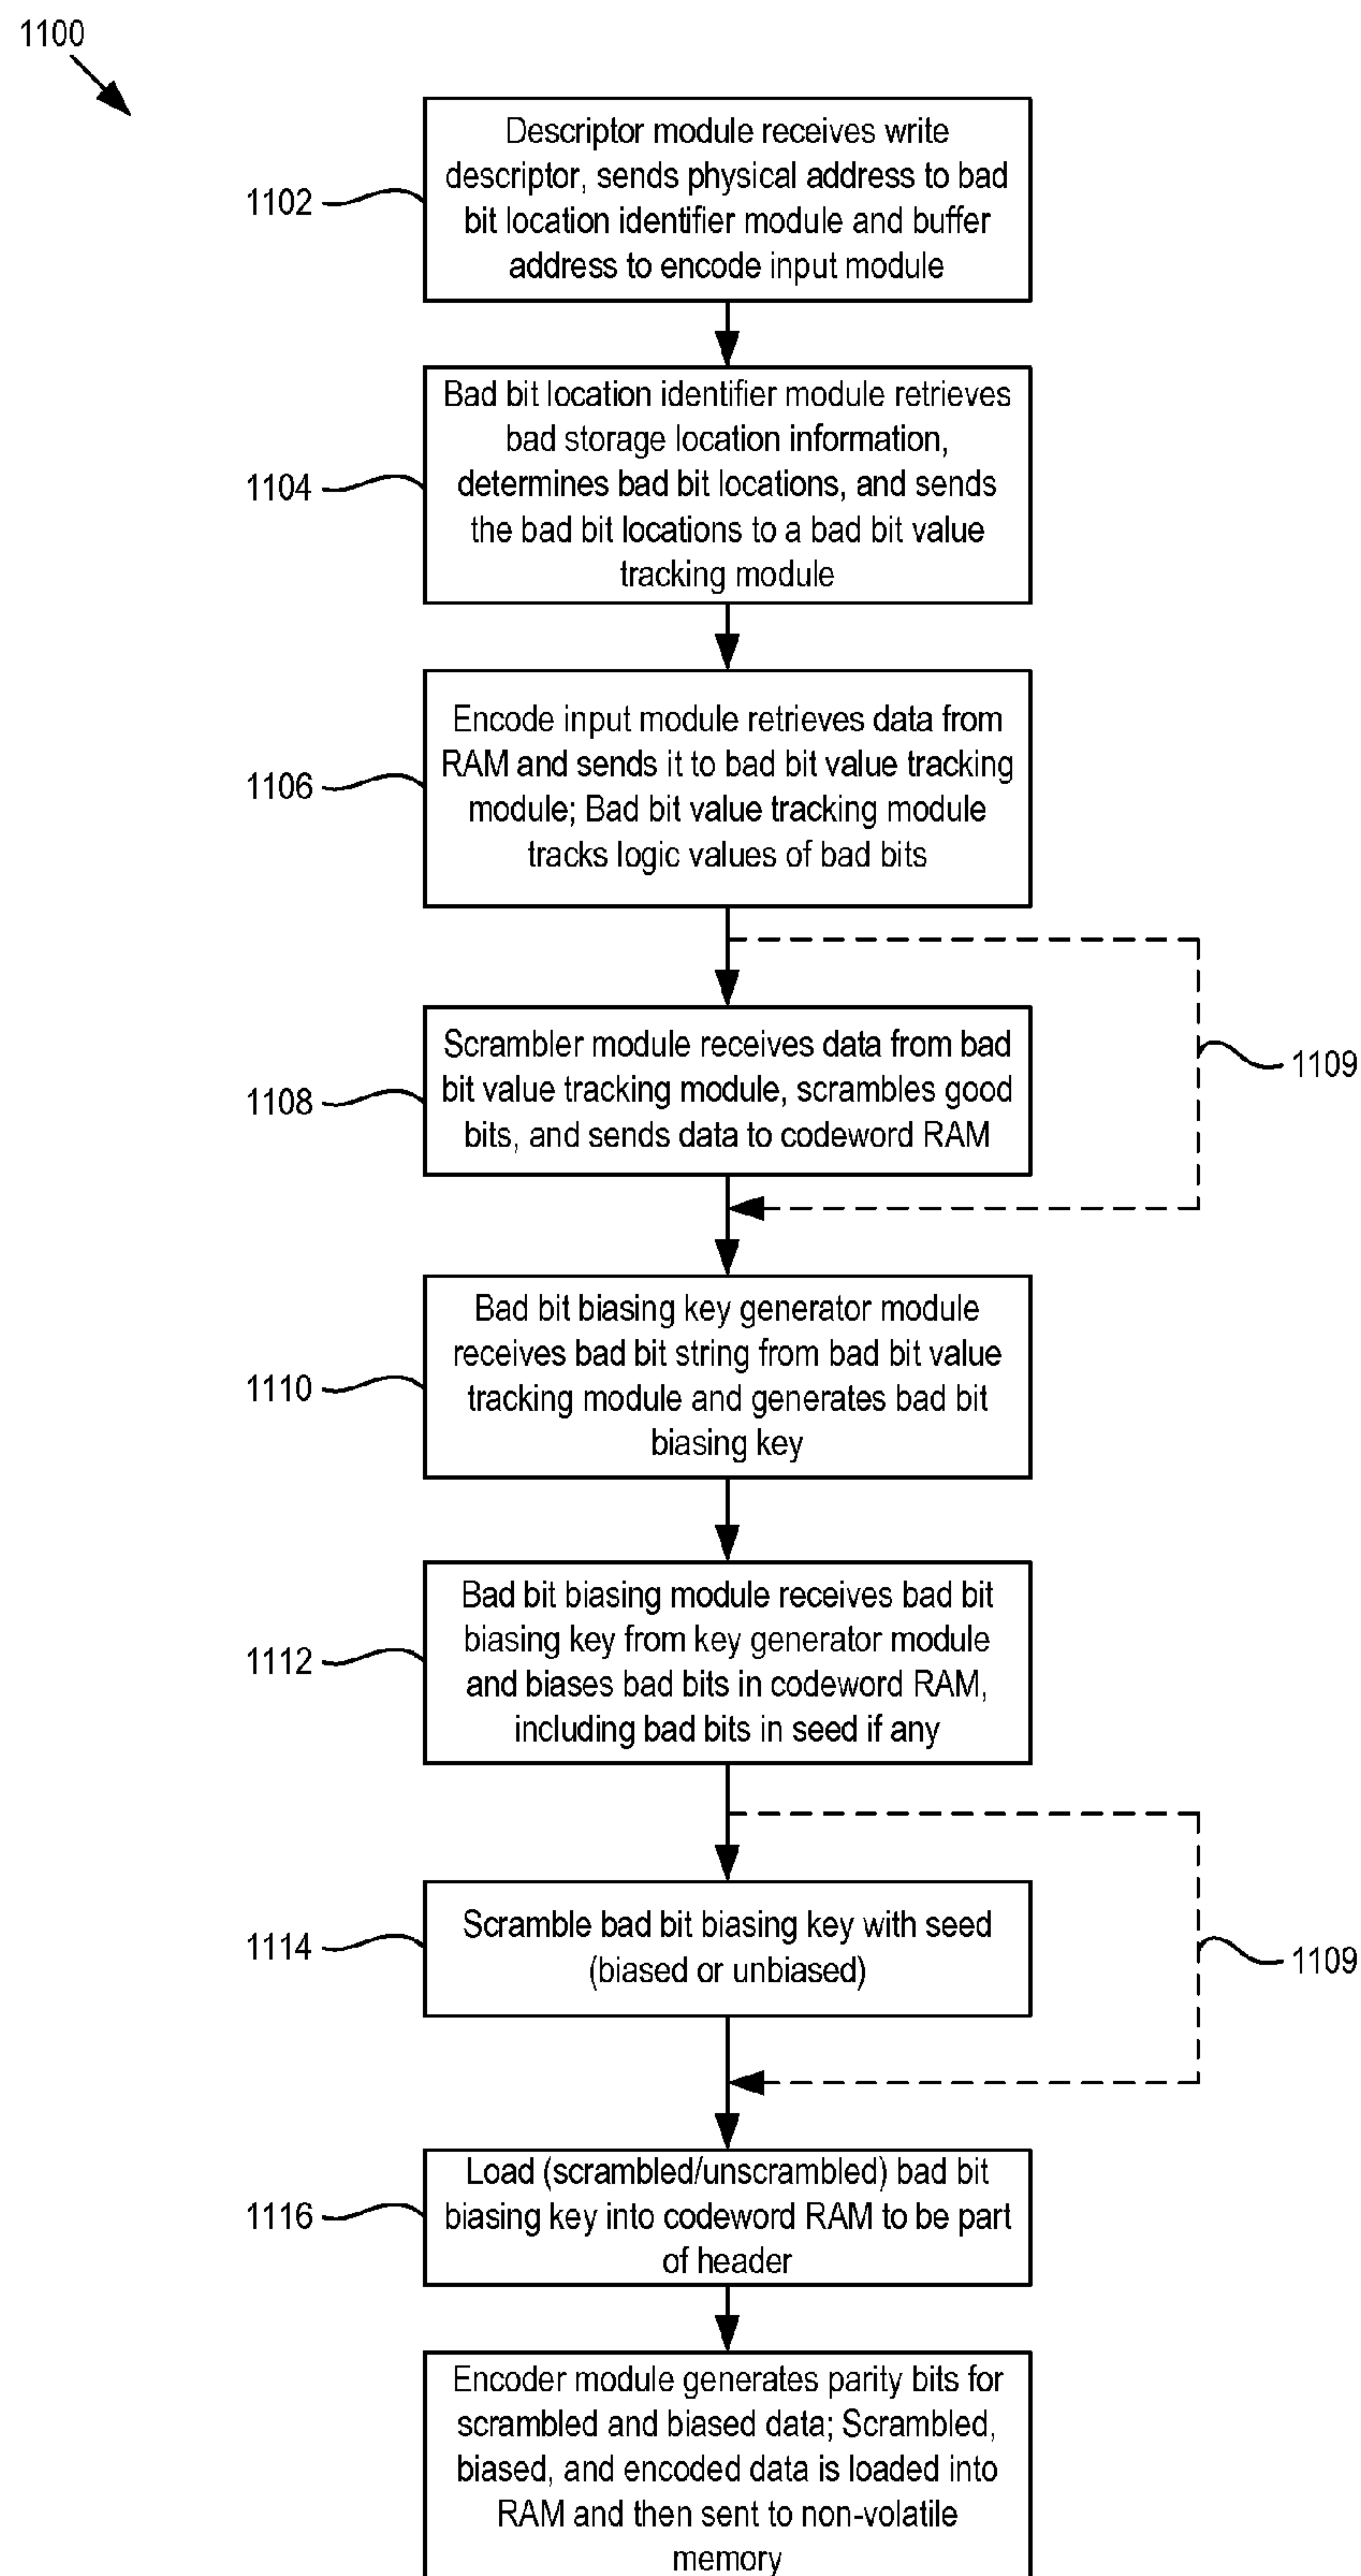 1100
Descriptor module receives write
descriptor, sends physical address to bad
bit location identifier module and buffer
address to encode input module
1102
Bad bit location identifier module retrieves
bad storage location information,
determines bad bit locations, and sends
the bad bit locations to a bad bit value
tracking module
1104
Encode input module retrieves data from
RAM and sends it to bad bit value tracking
module; Bad bit value tracking module
tracks logic values of bad bits
1106
Scrambler module receives data from bad
bit value tracking module, scrambles good
bits, and sends data to codeword RAM
1108
1109
Bad bit biasing key generator module
receives bad bit string from bad bit value
tracking module and generates bad bit
biasing key
1110
Bad bit biasing module receives bad bit
biasing key from key generator module
and biases bad bits in codeword RAM,
including bad bits in seed if any
1112
Scramble bad bit biasing key with seed
(biased or unbiased)
1114
1109
Load (scrambled/unscrambled) bad bit
biasing key into codeword RAM to be part
of header
1116
Encoder module generates parity bits for
scrambled and biased data; Scrambled,
biased, and encoded data is loaded into
RAM and then sent to non-volatile
memory